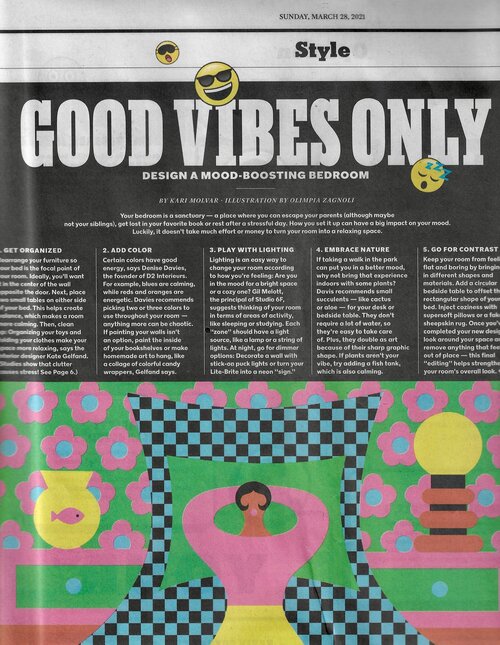 SUNDAY, MARCH 28, 2021
Style
GOOD VIBES ONLY
DESIGN A MOOD-BOOSTING BEDROOM
BY KARI MOLVAR · ILLUSTRATION BY OLIMPIA ZAGNOLI
Your bedroom is a sanctuary — a place where you can escape your parents (although maybe
not your siblings), get lost in your favorite book or rest after a stressful day. How you set it up can have a big impact on your mood.
Luckily, it doesn't take much effort or money to turn your room into a relaxing space.
. GET ORGANIZED
earrange your furniture so
our bed is the focal point of
our room. Ideally, you'll want
in the center of the wall
pposite the door. Next, place
wo small tables on either side
f your bed. This helps create
alance, which makes a room
more calming. Then, clean
p: Organizing your toys and
olding your clothes make your
pace more relaxing, says the
nterior designer Kate Gelfand.
Studies show that clutter
auses stress! See Page 6.)
2. ADD COLOR
Certain colors have good
energy, says Denise Davies,
the founder of D2 Interieurs.
For example, blues are calming,
while reds and oranges are
energetic. Davies recommends
picking two or three colors to
use throughout your room —
anything more can be chaotic.
If painting your walls isn't
an option, paint the inside
of your bookshelves or make
homemade art to hang, like
a collage of colorful candy
wrappers, Gelfand says.
3. PLAY WITH LIGHTING
Lighting is an easy way to
change your room according
to how you're feeling: Are you
in the mood for a bright space
or a cozy one? Gil Melott,
the principal of Studio 6F,
suggests thinking of your room
in terms of areas of activity,
like sleeping or studying. Each
"zone" should have a light
source, like a lamp or a string
of lights. At night, go for dimmer
options: Decorate a wall with
stick-on puck lights or turn your
Lite-Brite into a neon "sign."
4. EMBRACE NATURE
If taking a walk in the park
can put you in a better mood,
why not bring that experience
indoors with some plants?
Davis recommends small
succulents — like cactus
or aloe — for your desk or
bedside table. They don't
require a lot of water, so
they're easy to take care
of. Plus, they double as art
because of their sharp graphic
shape. If plants aren't your
vibe, try adding a fish tank,
which is also calming.
5. GO FOR CONTRAST
Keep your room from feeli
flat and boring by bringing
in different shapes and
materials. Add a circular
bedside table to offset the
rectangular shape of you
bed. Inject coziness with
supersoft pillows or a fake
sheepskin rug. Once you'v
completed your new desig
look around your space an
remove anything that fee
out of place — this final
"editing" helps strengthe
your room's overall look.